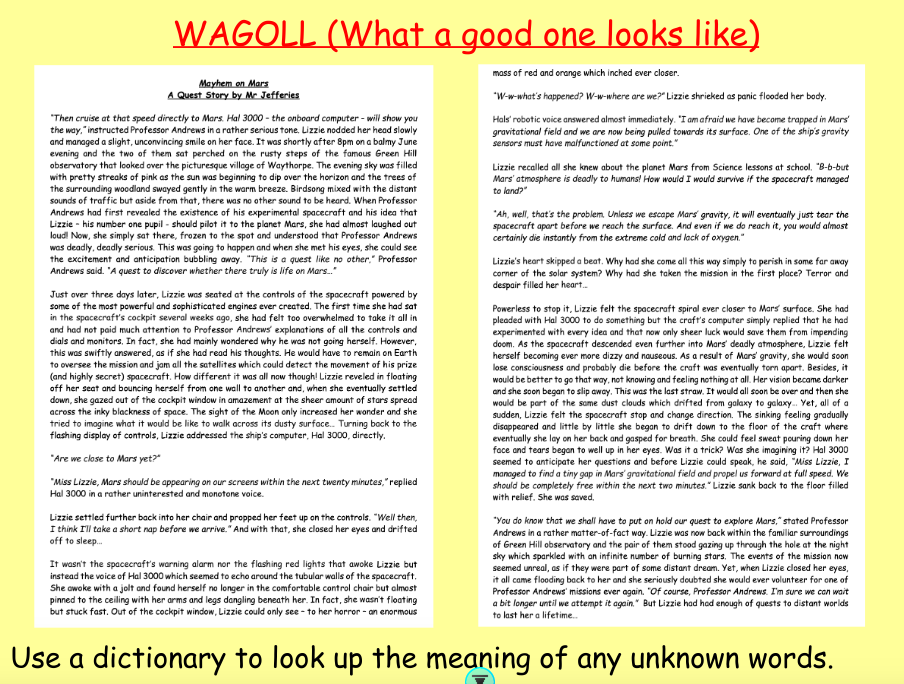 WAGOLL (What a good one looks like)
Mayhem on Mars
A Quest Story by Mr Jefferies
"Then cruise at that speed directly to Mars. Hal 3000 – the onboard computer – will show you
the way," instructed Professor Andrews in a rather serious tone. Lizzie nodded her head slowly
and managed a slight, unconvincing smile on her face. It was shortly after 8pm on a balmy June
evening and the two of them sat perched on the rusty steps of the famous Green Hill
Observatory that looked over the picturesque village of Waythorpe. The evening sky was filled
with pretty streaks of pink as the sun was beginning to dip over the horizon and the trees of
the surrounding woodland swayed gently in the warm breeze. Birdsong mixed with the distant
sounds of traffic but aside from that, there was no other sound to be heard. When Professor
Andrews had first revealed the existence of his experimental spacecraft and his idea that
Lizzie – his number one pupil - should pilot it to the planet Mars, she had almost laughed out
loud! Now, she simply sat there, frozen to the spot and understood that Professor Andrews
was deadly, deadly serious. This was going to happen and when she met his eyes, she could see
the excitement and anticipation bubbling away. "This is a quest like no other," Professor
Andrews said. "A quest to discover whether there truly is life on Mars…"
Just over three days later, Lizzie was seated at the controls of the spacecraft powered by
some of the most powerful and sophisticated engines ever created. The first time she had sat
in the spacecraft's cockpit several weeks ago, she had felt too overwhelmed to take it all in
and had not paid much attention to Professor Andrews' explanations of all the controls and
dials and monitors. In fact, she had mainly wondered why he was not going herself. However,
this was swiftly answered, as if she had read his thoughts. He would have to remain on Earth
to oversee the mission and jam all the satellites which could detect the movement of his prize
(and highly secret) spacecraft. How different it was all now though! Lizzie reveled in floating
off her seat and bouncing herself from one wall to another and, when she eventually settled
down, she gazed out of the cockpit window in amazement at the sheer amount of stars spread
across the inky blackness of space. The sight of the Moon only increased her wonder and she
tried to imagine what it would be like to walk across its dusty surface… Turning back to the
flashing display of controls, Lizzie addressed the ship's computer, Hal 3000, directly.
"Are we close to Mars yet?"
"Miss Lizzie, Mars should be appearing on our screens within the next twenty minutes," replied
Hal 3000 in a rather uninterested and monotone voice.
Lizzie settled further back into her chair and propped her feet up on the controls. "Well then,
I think I'll take a short nap before we arrive." And with that, she closed her eyes and drifted
off to sleep…
It wasn't the spacecraft's warning alarm nor the flashing red lights that awoke Lizzie but
instead the voice of Hal 3000 which seemed to echo around the tubular walls of the spacecraft.
She awoke with a jolt and found herself no longer in the comfortable control chair but almost
pinned to the ceiling with her arms and legs dangling beneath her. In fact, she wasn't floating
but stuck fast. Out of the cockpit window, Lizzie could only see – to her horror – an enormous
mass of red and orange which inched ever closer.
"W-w-what's happened? W-w-where are we?" Lizzie shrieked as panic flooded her body.
Hals' robotic voice answered almost immediately. "I am afraid we have become trapped in Mars'
gravitational field and we are now being pulled towards its surface. One of the ship's gravity
sensors must have malfunctioned at some point."
Lizzie recalled all she knew about the planet Mars from Science lessons at school. "B-b-but
Mars' atmosphere is deadly to humans! How would I would survive if the spacecraft managed
to land?"
"Ah, well, that's the problem. Unless we escape Mars' gravity, it will eventually just tear the
spacecraft apart before we reach the surface. And even if we do reach it, you would almost
certainly die instantly from the extreme cold and lack of oxygen."
Lizzie's heart skipped a beat. Why had she come all this way simply to perish in some far away
corner of the solar system? Why had she taken the mission in the first place? Terror and
despair filled her heart…
Powerless to stop it, Lizzie felt the spacecraft spiral ever closer to Mars' surface. She had
pleaded with Hal 3000 to do something but the craft's computer simply replied that he had
experimented with every idea and that now only sheer luck would save them from impending
doom. As the spacecraft descended even further into Mars' deadly atmosphere, Lizzie felt
herself becoming ever more dizzy and nauseous. As a result of Mars' gravity, she would soon
lose consciousness and probably die before the craft was eventually torn apart. Besides, it
would be better to go that way, not knowing and feeling nothing at all. Her vision became darker
and she soon began to slip away. This was the last straw. It would all soon be over and then she
would be part of the same dust clouds which drifted from galaxy to galaxy… Yet, all of a
sudden, Lizzie felt the spacecraft stop and change direction. The sinking feeling gradually
disappeared and little by little she began to drift down to the floor of the craft where
eventually she lay on her back and gasped for breath. She could feel sweat pouring down her
face and tears began to well up in her eyes. Was it a trick? Was she imagining it? Hal 3000
seemed to anticipate her questions and before Lizzie could speak, he said, "Miss Lizzie, I
managed to find a tiny gap in Mars' gravitational field and propel us forward at full speed. We
should be completely free within the next two minutes." Lizzie sank back to the floor filled
with relief. She was saved.
"You do know that we shall have to put on hold our quest to explore Mars," stated Professor
Andrews in a rather matter-of-fact way. Lizzie was now back within the familiar surroundings
of Green Hill observatory and the pair of them stood gazing up through the hole at the night
sky which sparkled with an infinite number of burning stars. The events of the mission now
seemed unreal, as if they were part of some distant dream. Yet, when Lizzie closed her eyes,
it all came flooding back to her and she seriously doubted she would ever volunteer for one of
Professor Andrews' missions ever again. "Of course, Professor Andrews. I'm sure we can wait
a bit longer until we attempt it again." But Lizzie had had enough of quests to distant worlds
to last her a lifetime…
Use a dictionary to look up the meaning of any unknown words.